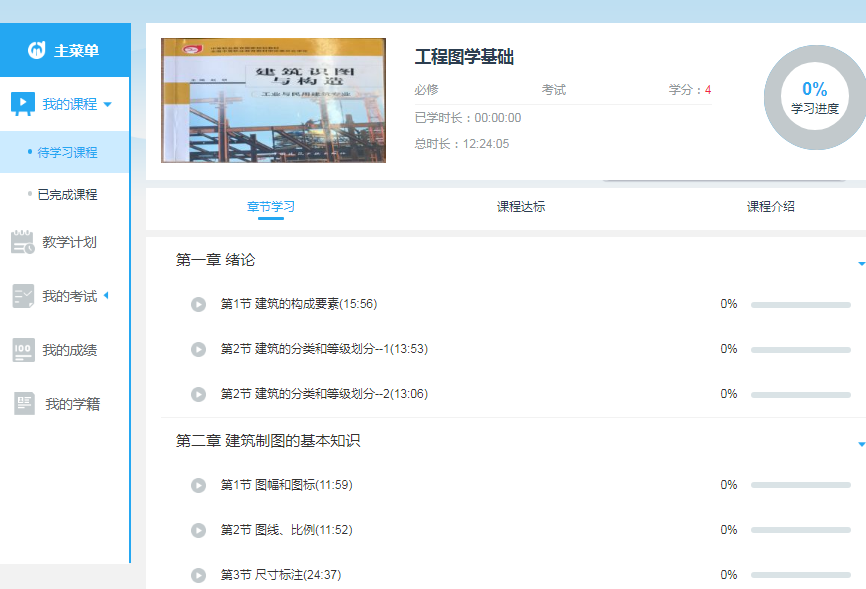 主菜单
我的课程
待学习课程
已完成课程
教学计划
我的考试
100
我的成绩
我的学籍
建筑识图
与构造
工业与民用建筑专业
工程图学基础
必修 考试 学分：4
已学时长：00:00:00
总时长：12:24:05
0%
学习进度
章节学习 课程达标 课程介绍
第一章 绪论
第1节 建筑的构成要素(15:56) 0%
第2节 建筑的分类和等级划分--1(13:53) 0%
第2节 建筑的分类和等级划分--2(13:06) 0%
第二章 建筑制图的基本知识
第1节 图幅和图标(11:59) 0%
第2节 图线、比例(11:52) 0%
第3节 尺寸标注(24:37) 0%